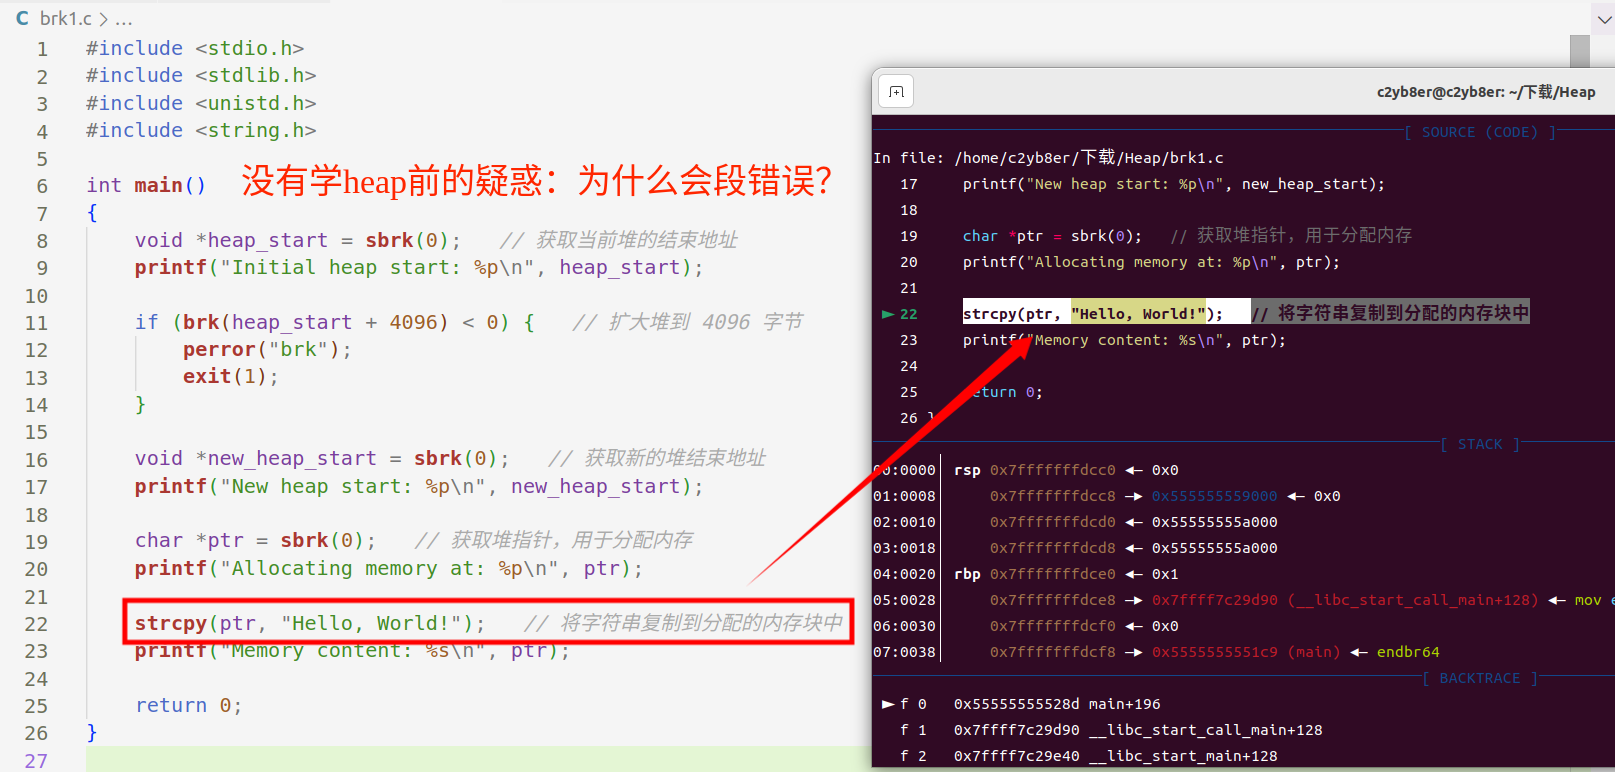 C brk1.c > ...
1 #include <stdio.h>
2 #include <stdlib.h>
3 #include <unistd.h>
4 #include <string.h>
5
6 int main()
没有学heap前的疑惑：为什么会段错误？
7 {
8 void *heap_start = sbrk(0); // 获取当前堆的结束地址
9 printf("Initial heap start: %p\n", heap_start);
10
11 if (brk(heap_start + 4096) < 0) { // 扩大堆到 4096 字节
12 perror("brk");
13 exit(1);
14 }
15
16 void *new_heap_start = sbrk(0); // 获取新的堆结束地址
17 printf("New heap start: %p\n", new_heap_start);
18
19 char *ptr = sbrk(0); // 获取堆指针，用于分配内存
20 printf("Allocating memory at: %p\n", ptr);
21
22 strcpy(ptr, "Hello, World!"); // 将字符串复制到分配的内存块中
23 printf("Memory content: %s\n", ptr);
24
25 return 0;
26 }
27
c2yb8er@c2yb8er: ~/下载/Heap
[ SOURCE (CODE) ]
In file: /home/c2yb8er/下载/Heap/brk1.c
17 printf("New heap start: %p\n", new_heap_start);
18
19 char *ptr = sbrk(0); // 获取堆指针，用于分配内存
20 printf("Allocating memory at: %p\n", ptr);
21
► 22 strcpy(ptr, "Hello, World!"); // 将字符串复制到分配的内存块中
23 printf("Memory content: %s\n", ptr);
24
25 return 0;
26 }
[ STACK ]
00:0000│ rsp 0x7fffffffdcc0 ◂— 0x0
01:0008│ 0x7fffffffdcc8 —▸ 0x555555559000 ◂— 0x0
02:0010│ 0x7fffffffdcd0 ◂— 0x55555555a000
03:0018│ 0x7fffffffdcd8 ◂— 0x55555555a000
04:0020│ rbp 0x7fffffffdce0 ◂— 0x1
05:0028│ 0x7fffffffdce8 —▸ 0x7ffff7c29d90 (__libc_start_call_main+128) ◂— mov e
06:0030│ 0x7fffffffdcf0 ◂— 0x0
07:0038│ 0x7fffffffdcf8 —▸ 0x5555555551c9 (main) ◂— endbr64
[ BACKTRACE ]
► f 0 0x55555555528d main+196
f 1 0x7ffff7c29d90 __libc_start_call_main+128
f 2 0x7ffff7c29e40 __libc_start_main+128